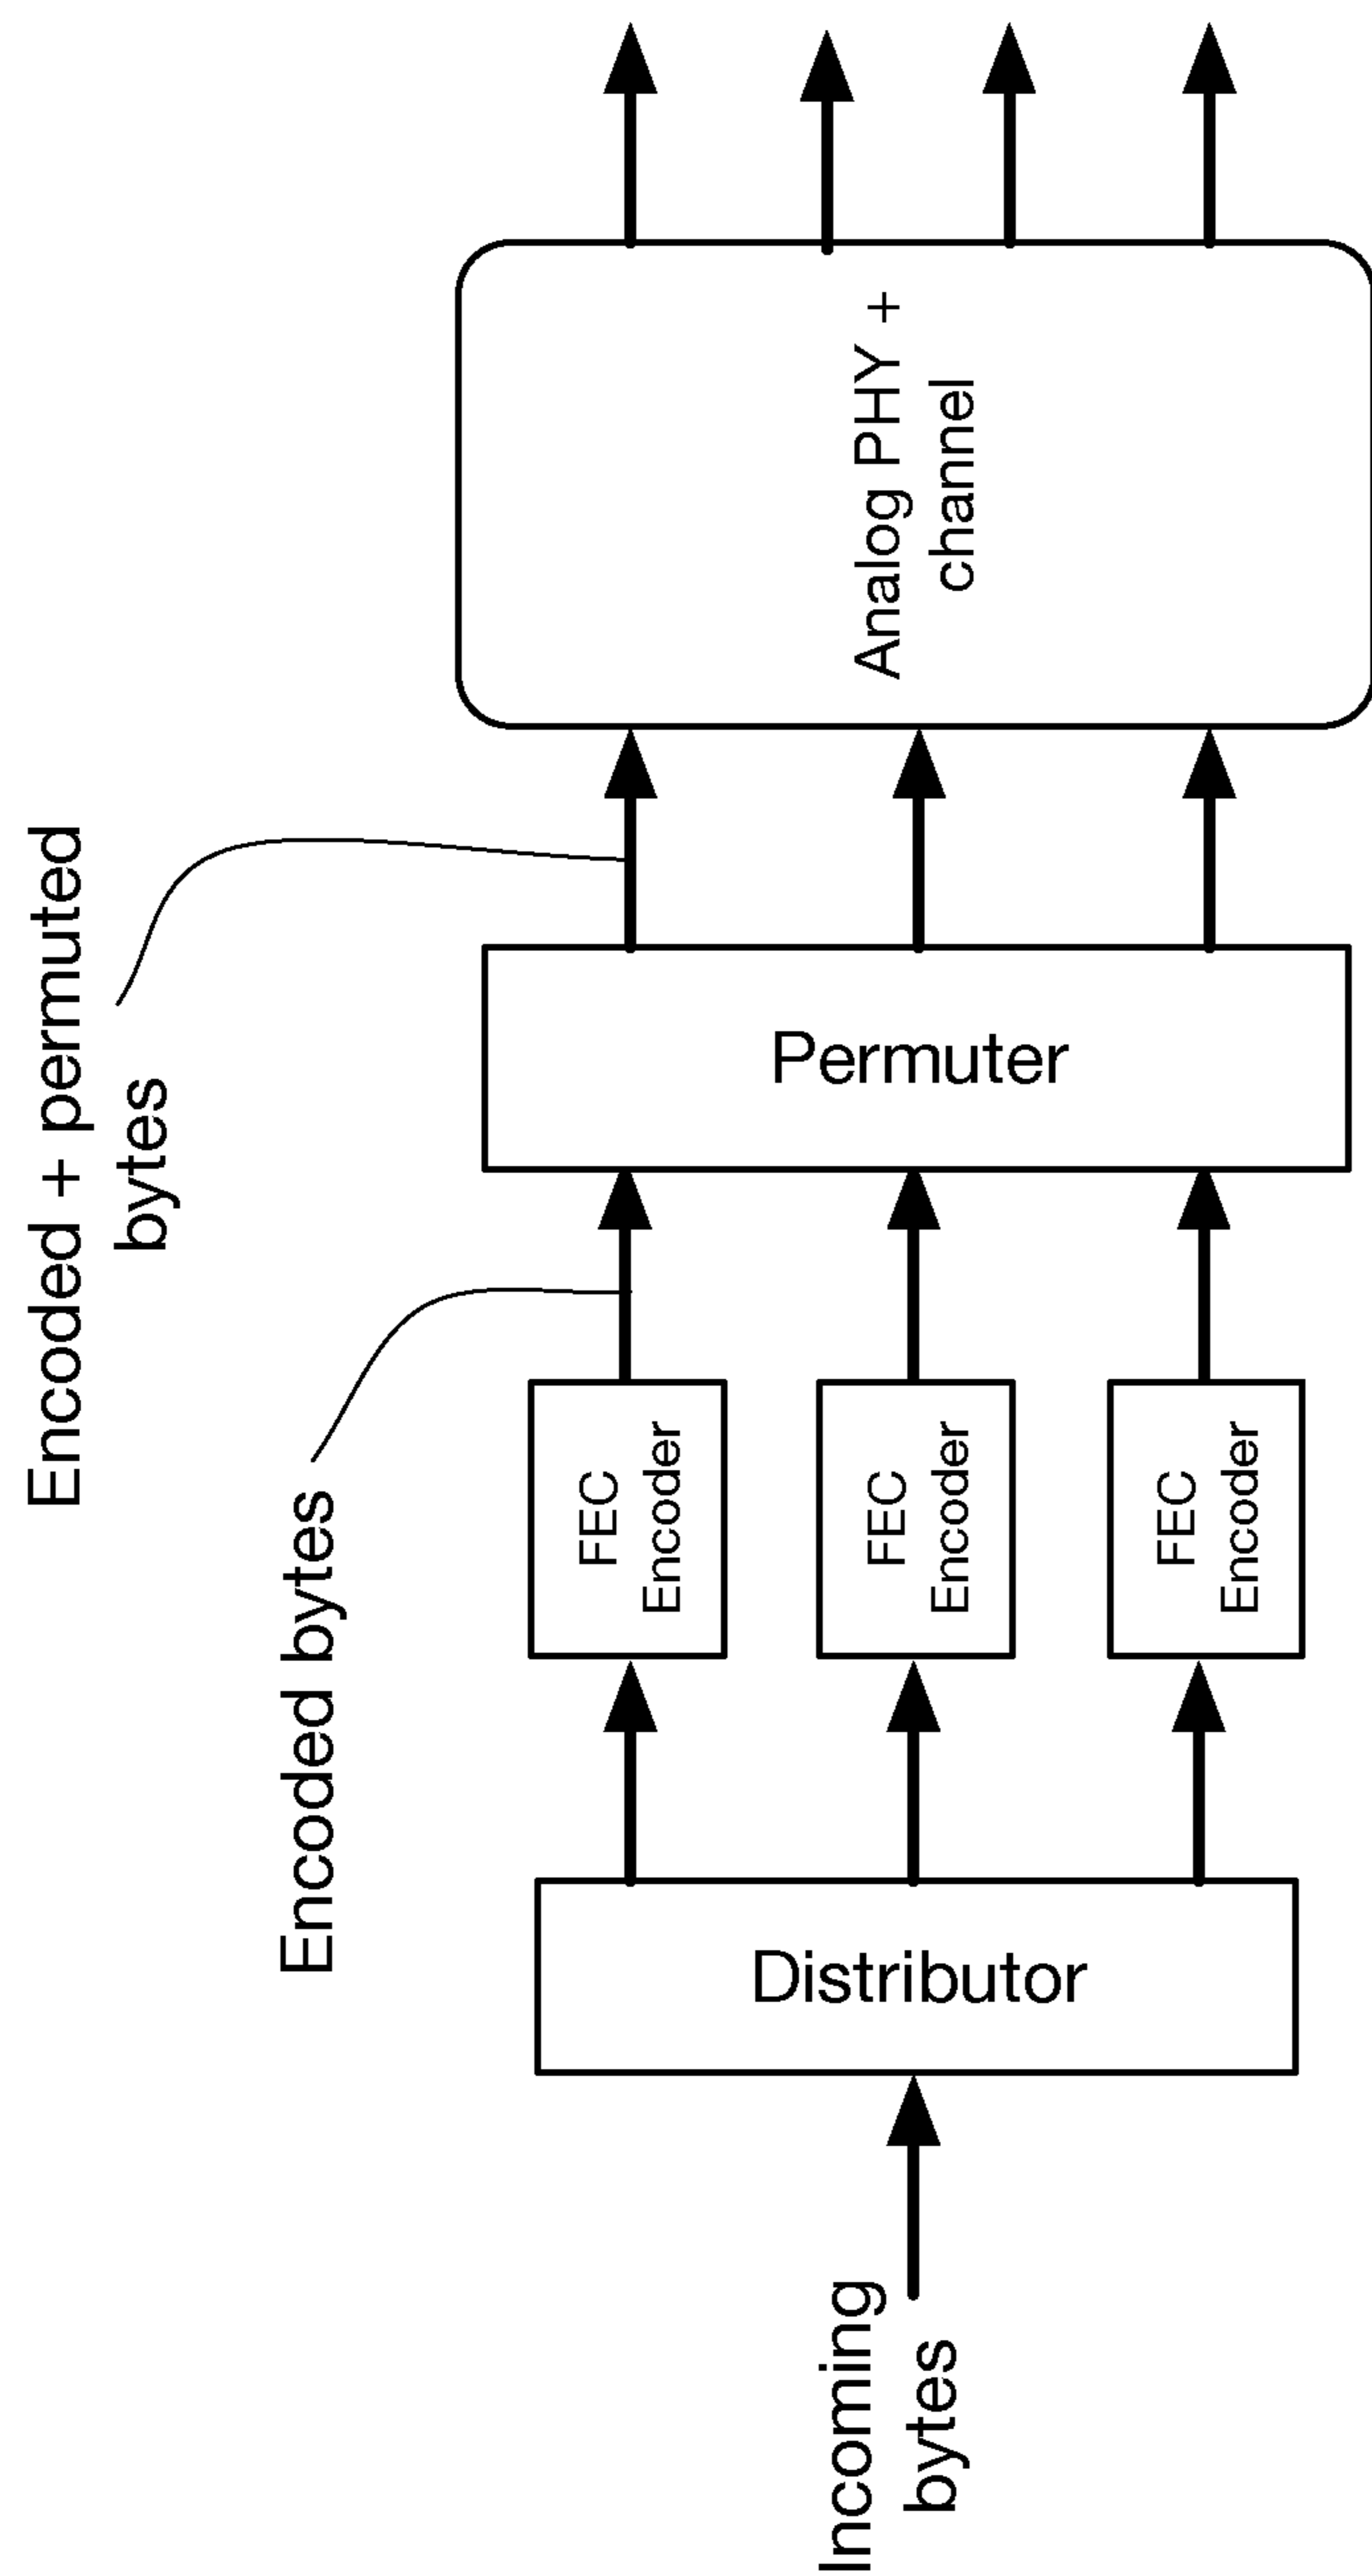 Incoming
bytes
Distributor
Encoded bytes
FEC
Encoder
FEC
Encoder
FEC
Encoder
Encoded + permuted
bytes
Permuter
Analog PHY +
channel